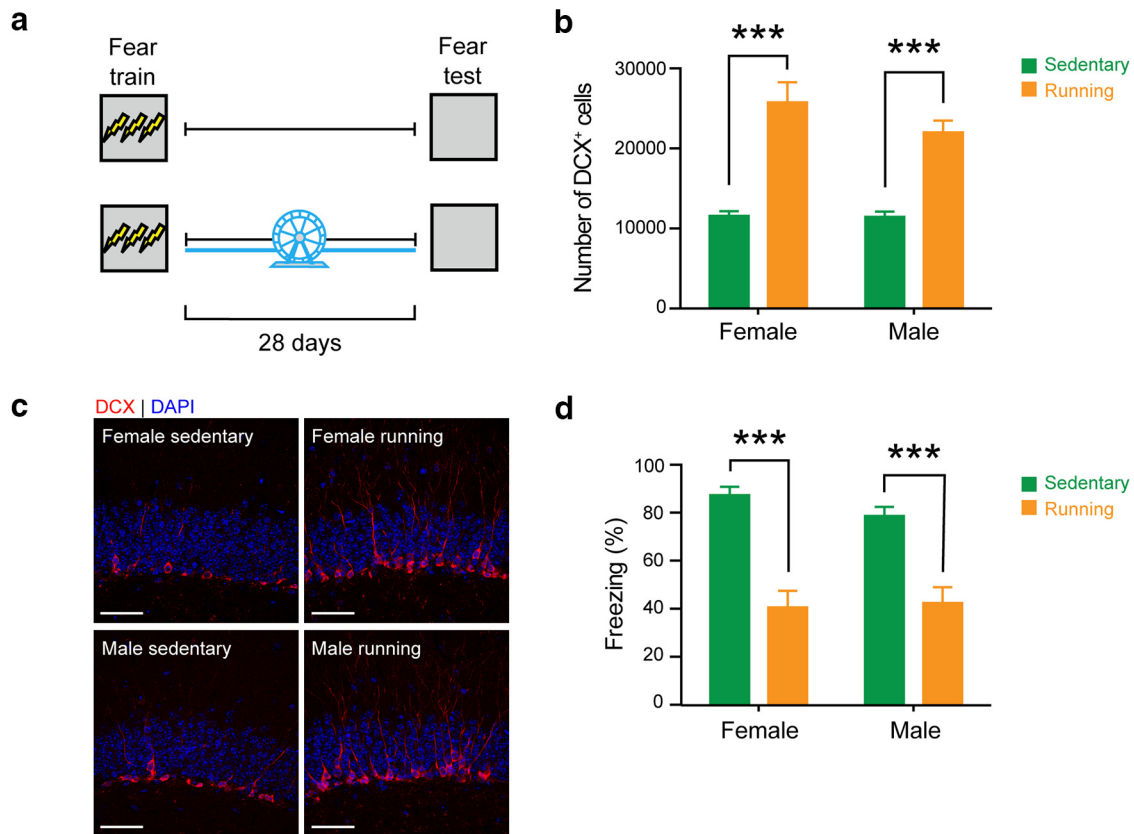 a
Fear
train
Fear
test
28 days
b
***
***
Sedentary
Running
Number of DCX⁺ cells
30000
20000
10000
0
Female
Male
c
DCX | DAPI
Female sedentary
Female running
Male sedentary
Male running
d
***
***
Sedentary
Running
Freezing (%)
100
80
60
40
20
0
Female
Male